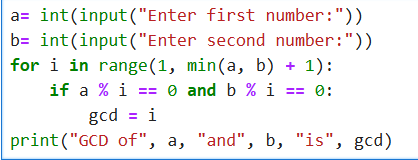 a= int(input("Enter first number:"))
b= int(input("Enter second number:"))
for i in range(1, min(a, b) + 1):
    if a % i == 0 and b % i == 0:
        gcd = i
print("GCD of", a, "and", b, "is", gcd)